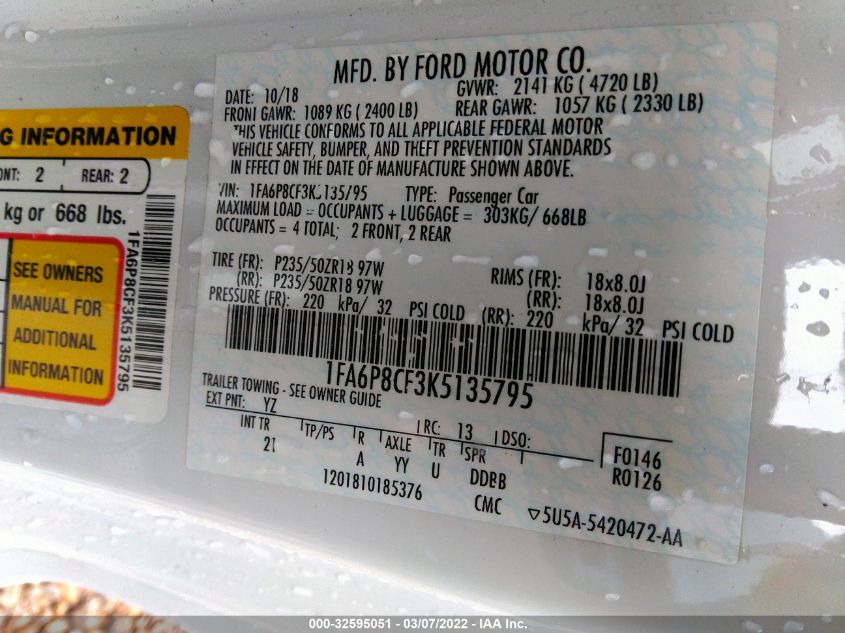 MFD. BY FORD MOTOR CO.
DATE: 10/18 GVWR: 2141 KG ( 4720 LB)
FRONT GAWR: 1089 KG ( 2400 LB) REAR GAWR: 1057 KG ( 2330 LB)
THIS VEHICLE CONFORMS TO ALL APPLICABLE FEDERAL MOTOR
VEHICLE SAFETY, BUMPER, AND THEFT PREVENTION STANDARDS
IN EFFECT ON THE DATE OF MANUFACTURE SHOWN ABOVE.
VIN: 1FA6P8CF3K5135795 TYPE: Passenger Car
MAXIMUM LOAD = OCCUPANTS + LUGGAGE = 303KG/ 668LB
OCCUPANTS = 4 TOTAL; 2 FRONT, 2 REAR
TIRE (FR): P235/50ZR18 97W RIMS (FR): 18x8.0J
(RR): P235/50ZR18 97W (RR): 18x8.0J
PRESSURE (FR): 220 kPa/ 32 PSI COLD (RR): 220 kPa/ 32 PSI COLD
1FA6P8CF3K5135795
TRAILER TOWING - SEE OWNER GUIDE
EXT PNT: YZ RC: 13 DSO:
INT TR TP/PS R AXLE TR SPR F0146
21 A YY U DDBB R0126
1201810185376 CMC ▽5U5A-5420472-AA
G INFORMATION
ONT: 2 REAR: 2
kg or 668 lbs.
SEE OWNERS
MANUAL FOR
ADDITIONAL
INFORMATION
1FA6P8CF3K5135795
000-32595051 - 03/07/2022 - IAA Inc.